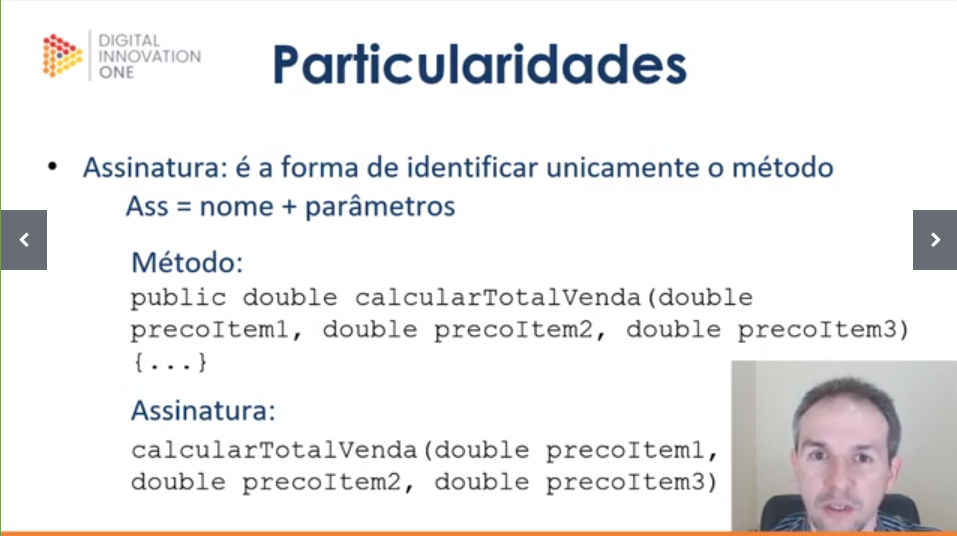 DIGITAL
INNOVATION
ONE
Particularidades
• Assinatura: é a forma de identificar unicamente o método
Ass = nome + parâmetros
Método:
public double calcularTotalVenda(double
precoItem1, double precoItem2, double precoItem3)
{...}
Assinatura:
calcularTotalVenda(double precoItem1,
double precoItem2, double precoItem3)